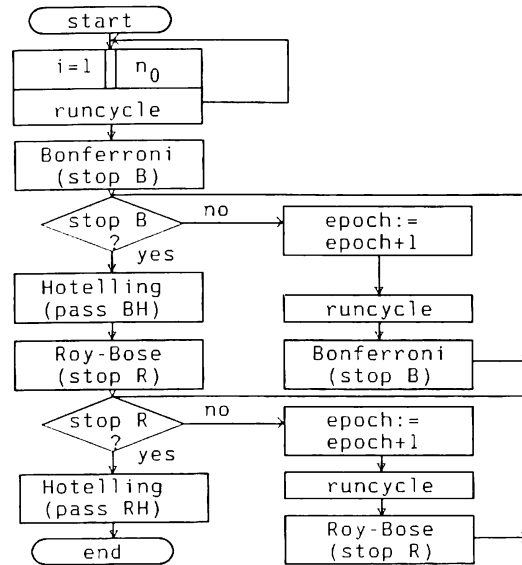 start
i=1 n₀
runcycle
Bonferroni
(stop B)
stop B
?
no
yes
epoch:=
epoch+1
runcycle
Bonferroni
(stop B)
Hotelling
(pass BH)
Roy-Bose
(stop R)
stop R
?
no
yes
epoch:=
epoch+1
runcycle
Roy-Bose
(stop R)
Hotelling
(pass RH)
end